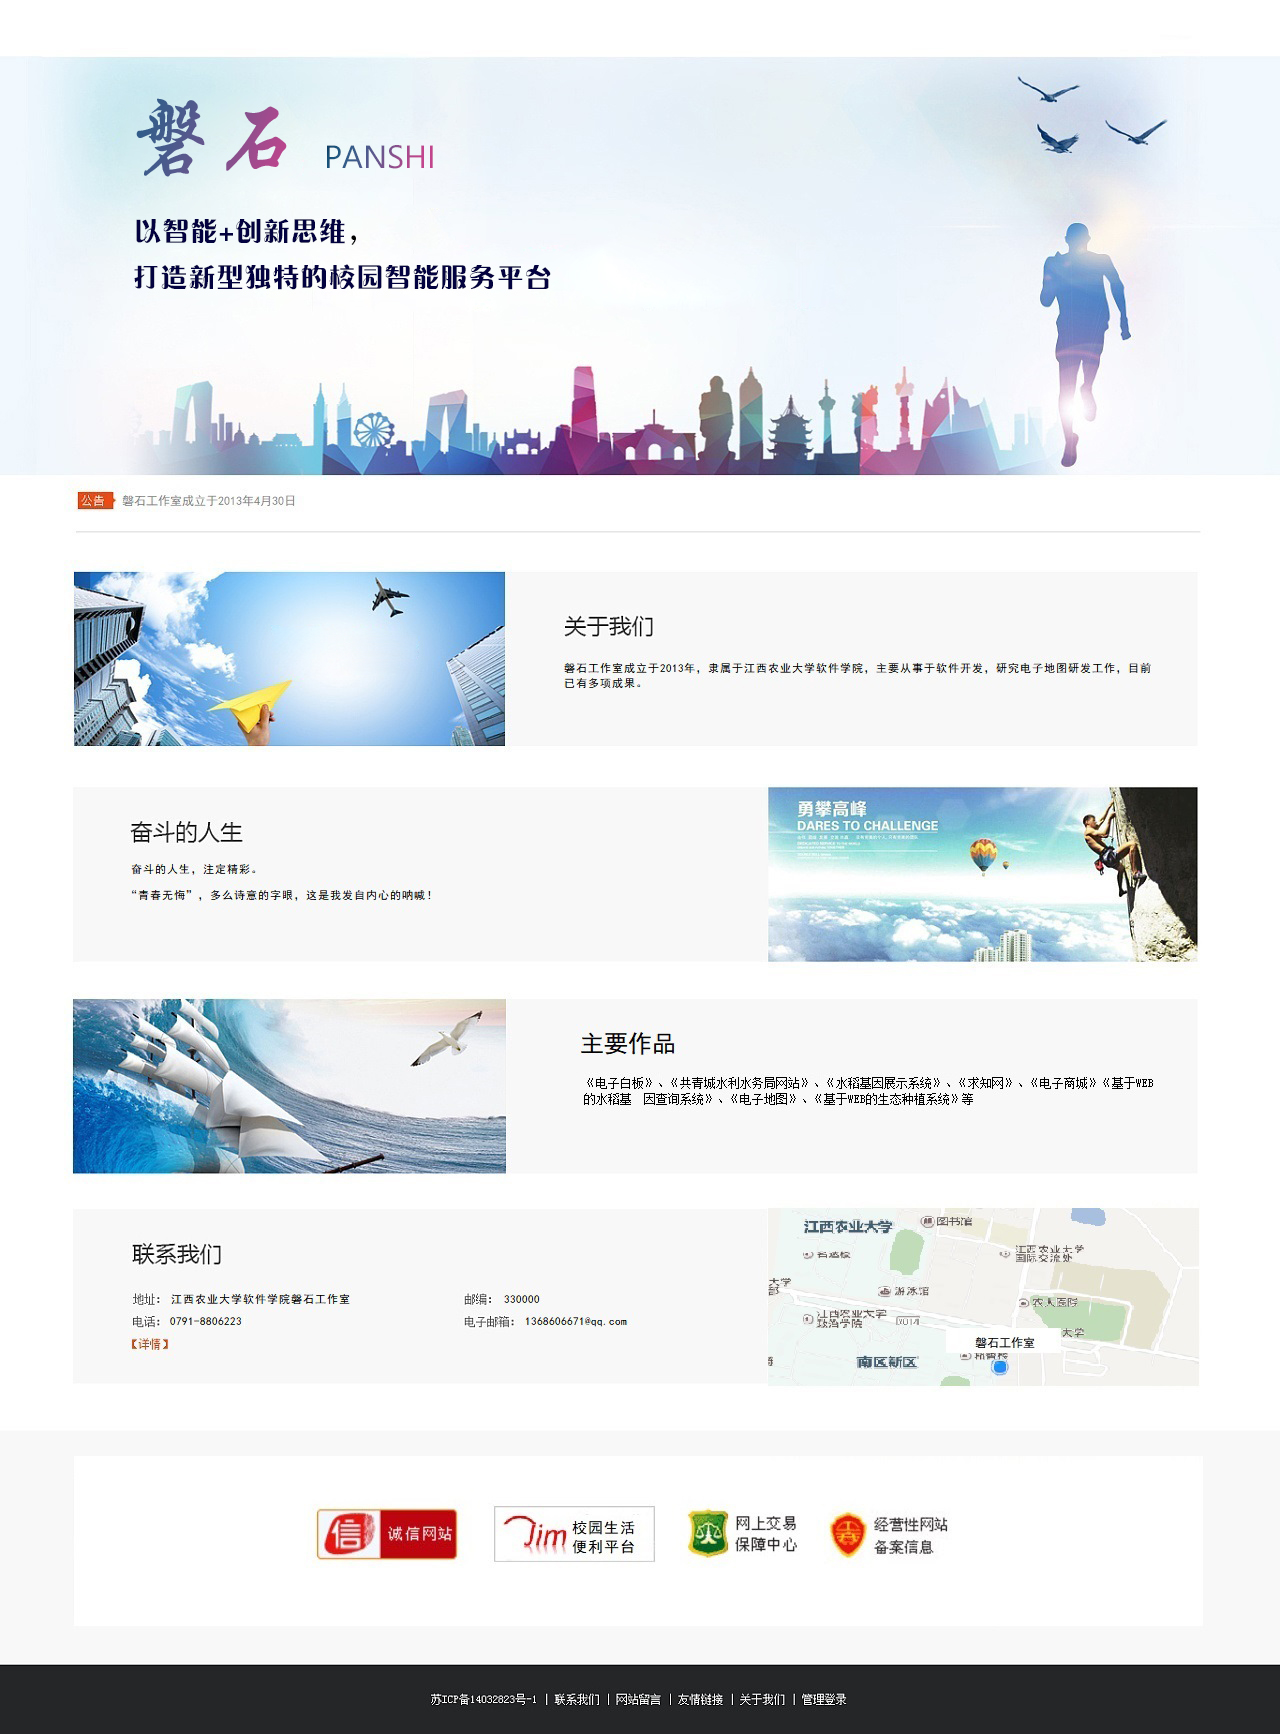 磐石 PANSHI
以智能+创新思维，
打造新型独特的校园智能服务平台
公告 磐石工作室成立于2013年4月30日
关于我们
磐石工作室成立于2013年，隶属于江西农业大学软件学院，主要从事于软件开发，研究电子地图研发工作，目前
已有多项成果。
奋斗的人生
奋斗的人生，注定精彩。
“青春无悔”，多么诗意的字眼，这是我发自内心的呐喊！
勇攀高峰
DARES TO CHALLENGE
主要作品
《电子白板》、《共青城水利水务局网站》、《水稻基因展示系统》、《求知网》、《电子商城》《基于WEB
的水稻基 因查询系统》、《电子地图》、《基于WEB的生态种植系统》等
联系我们
地址： 江西农业大学软件学院磐石工作室 邮编： 330000
电话： 0791-8806223 电子邮箱： 1368606671@qq.com
【详情】
江西农业大学
图书馆
江西农业大学
国际交流处
大学
游泳馆
农大医院
江西农业大学
大学
磐石工作室
南区新区
信 诚信网站
Jim 校园生活
便利平台
网上交易
保障中心
经营性网站
备案信息
苏ICP备14032823号-1 | 联系我们 | 网站留言 | 友情链接 | 关于我们 | 管理登录